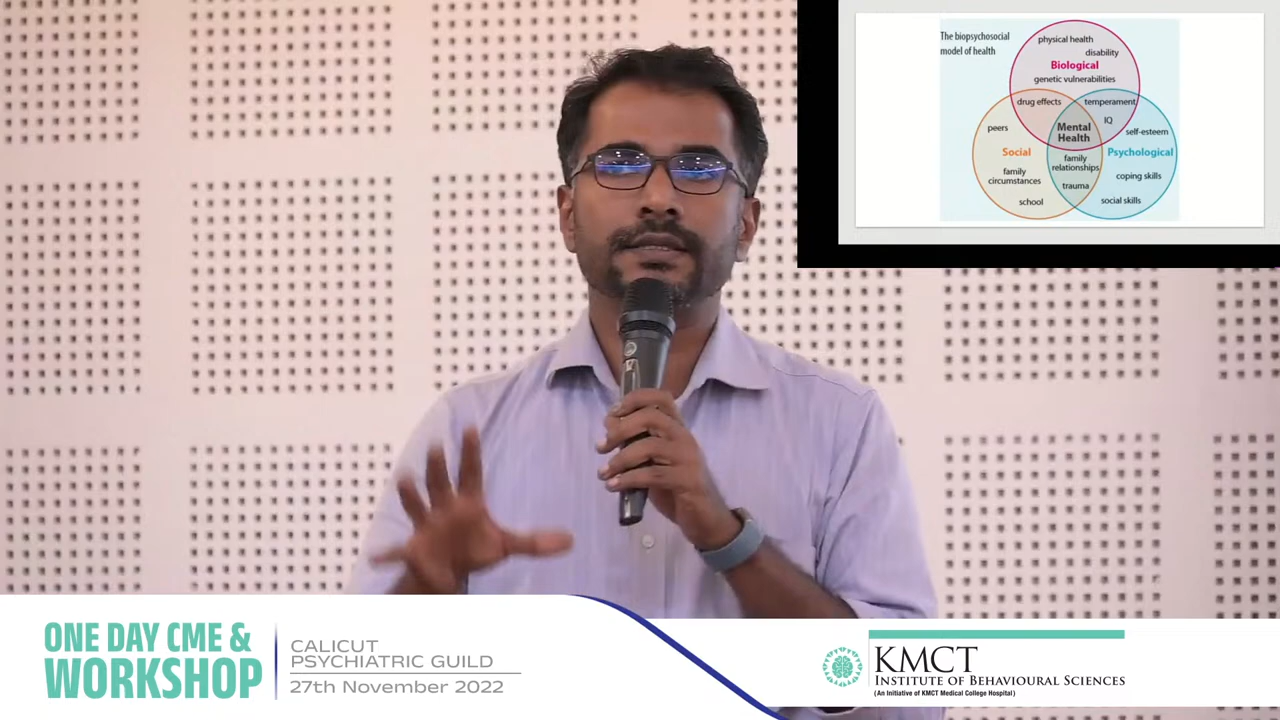 The biopsychosocial
model of health
physical health
disability
Biological
genetic vulnerabilities
drug effects
temperament
IQ
peers
Mental
Health
self-esteem
Social
Psychological
family
relationships
family
circumstances
coping skills
trauma
school
social skills
ONE DAY CME &
WORKSHOP
CALICUT
PSYCHIATRIC GUILD
27th November 2022
KMCT
INSTITUTE OF BEHAVIOURAL SCIENCES
(An Initiative of KMCT Medical College Hospital)